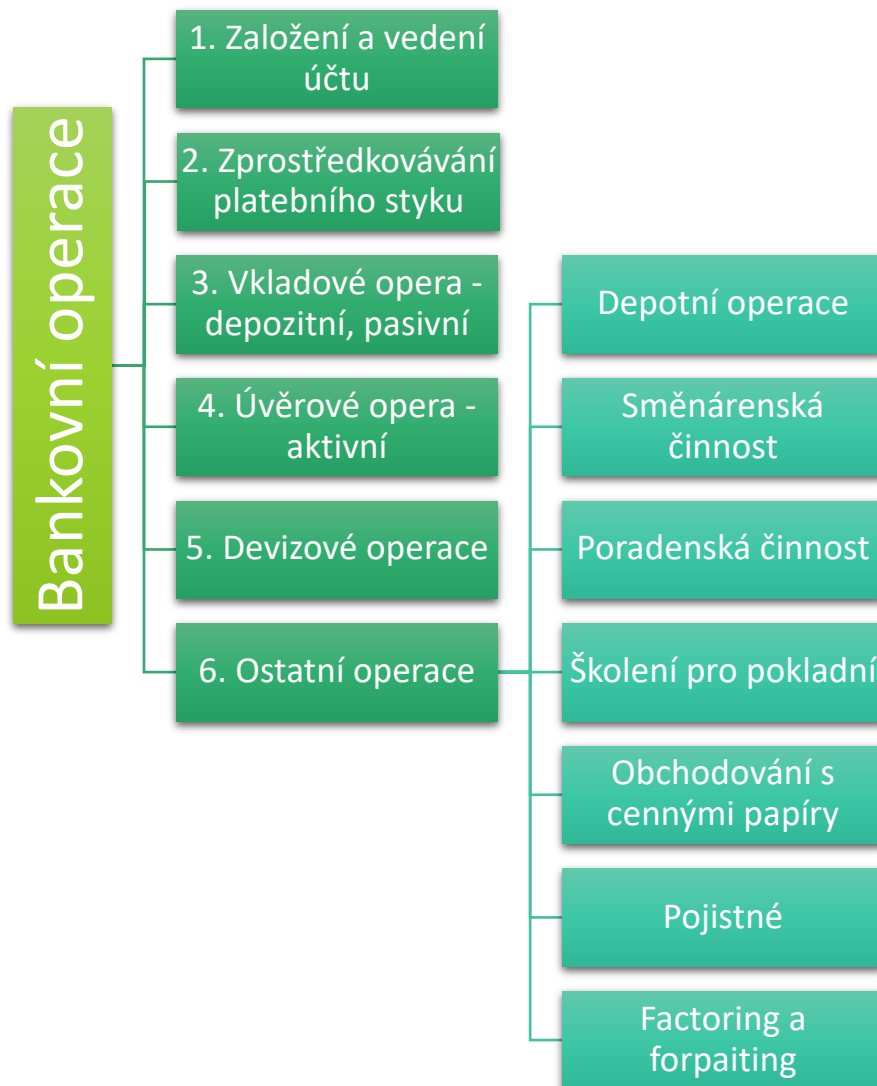 Bankovní operace
1. Založení a vedení
účtu
2. Zprostředkovávání
platebního styku
3. Vkladové opera -
depozitní, pasivní
4. Úvěrové opera -
aktivní
5. Devizové operace
6. Ostatní operace
Depotní operace
Směnárenská
činnost
Poradenská činnost
Školení pro pokladní
Obchodování s
cennými papíry
Pojistné
Factoring a
forpaiting